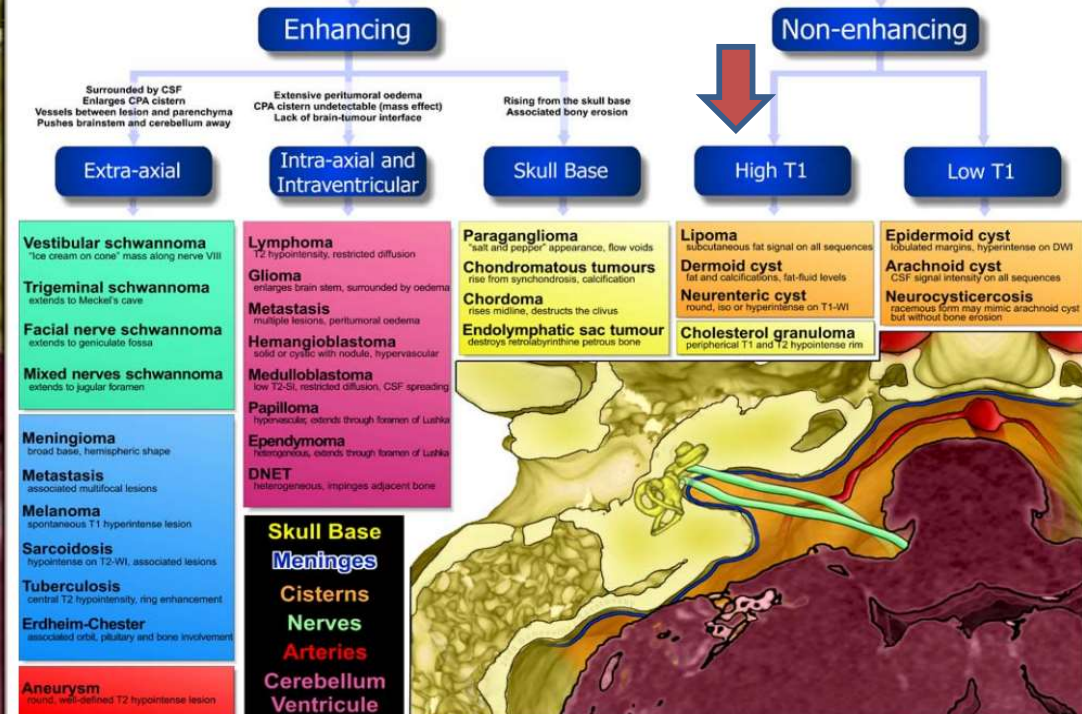 Enhancing
Non-enhancing
Surrounded by CSF
Enlarges CPA cistern
Vessels between lesion and parenchyma
Pushes brainstem and cerebellum away
Extensive peritumoral oedema
CPA cistern undetectable (mass effect)
Lack of brain-tumour interface
Rising from the skull base
Associated bony erosion
Extra-axial
Intra-axial and
Intraventricular
Skull Base
High T1
Low T1
Vestibular schwannoma
"Ice cream on cone" mass along nerve VIII
Trigeminal schwannoma
extends to Meckel's cave
Facial nerve schwannoma
extends to geniculate fossa
Mixed nerves schwannoma
extends to jugular foramen
Meningioma
broad base, hemispheric shape
Metastasis
associated multifocal lesions
Melanoma
spontaneous T1 hyperintense lesion
Sarcoidosis
hypointense on T2-WI, associated lesions
Tuberculosis
central T2 hypointensity, ring enhancement
Erdheim-Chester
associated orbit, pituitary and bone involvement
Aneurysm
round, well-defined T2 hypointense lesion
Lymphoma
T2 hypointensity, restricted diffusion
Glioma
enlarges brain stem, surrounded by oedema
Metastasis
multiple lesions, peritumoral oedema
Hemangioblastoma
solid or cystic with nodule, hypervascular
Medulloblastoma
low T2-SI, restricted diffusion, CSF spreading
Papilloma
hypervascular, extends through foramen of Lushka
Ependymoma
heterogeneous, extends through foramen of Lushka
DNET
heterogeneous, impinges adjacent bone
Paraganglioma
"salt and pepper" appearance, flow voids
Chondromatous tumours
rise from synchondrosis, calcification
Chordoma
rises midline, destructs the clivus
Endolymphatic sac tumour
destroys retrolabyrinthine petrous bone
Lipoma
subcutaneous fat signal on all sequences
Dermoid cyst
fat and calcifications, fat-fluid levels
Neurenteric cyst
round, iso or hyperintense on T1-WI
Cholesterol granuloma
peripherical T1 and T2 hypointense rim
Epidermoid cyst
lobulated margins, hyperintense on DWI
Arachnoid cyst
CSF signal intensity on all sequences
Neurocysticercosis
racemous form may mimic arachnoid cyst
but without bone erosion
Skull Base
Meninges
Cisterns
Nerves
Arteries
Cerebellum
Ventricule